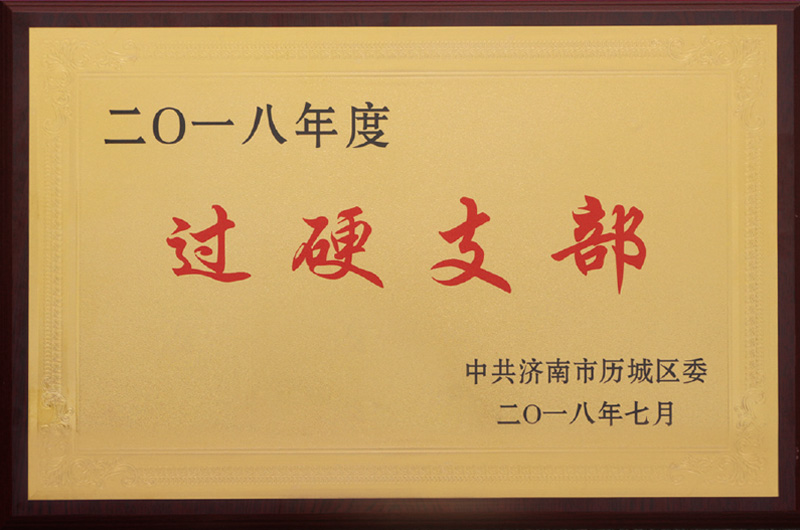 二〇一八年度
过硬支部
中共济南市历城区委
二〇一八年七月